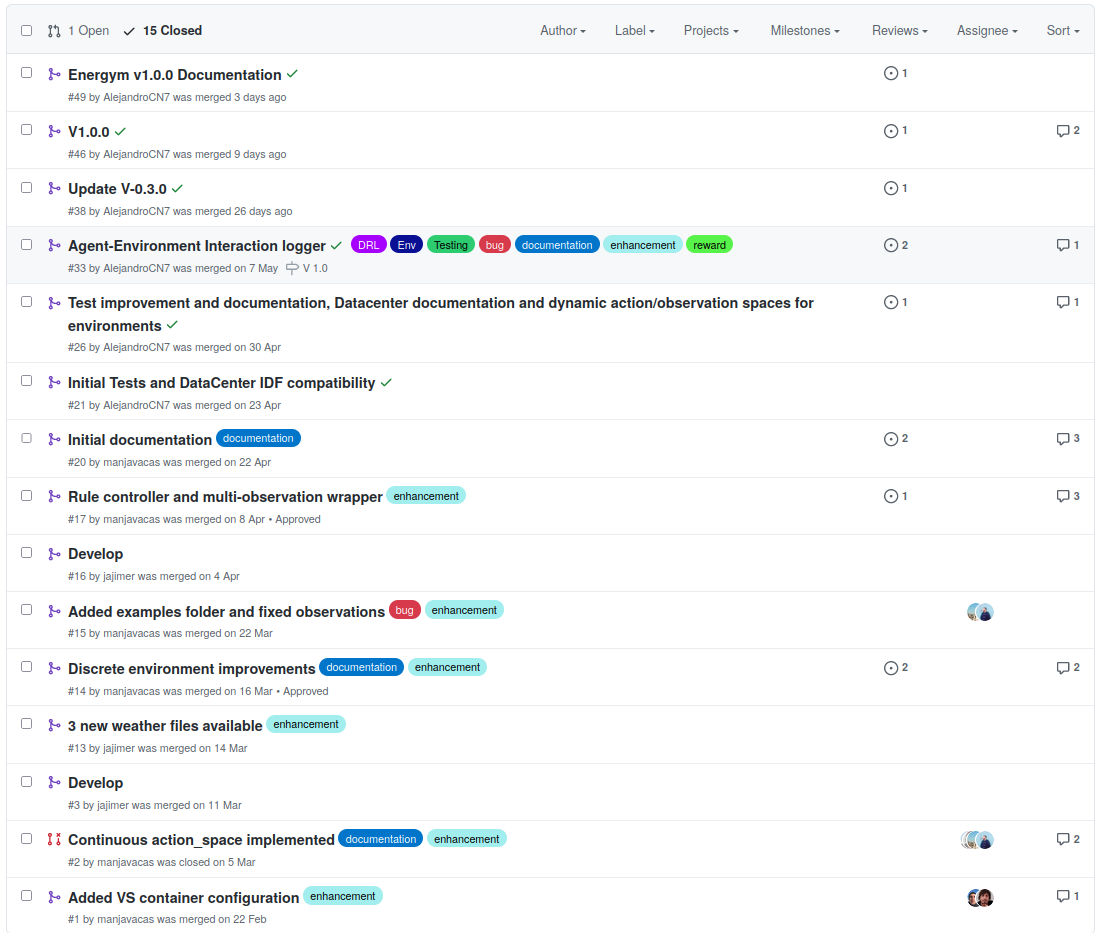 1 Open 15 Closed Author Label Projects Milestones Reviews Assignee Sort
Energym v1.0.0 Documentation 1
#49 by AlejandroCN7 was merged 3 days ago
V1.0.0 1 2
#46 by AlejandroCN7 was merged 9 days ago
Update V-0.3.0 1
#38 by AlejandroCN7 was merged 26 days ago
Agent-Environment Interaction logger DRL Env Testing bug documentation enhancement reward 2 1
#33 by AlejandroCN7 was merged on 7 May V 1.0
Test improvement and documentation, Datacenter documentation and dynamic action/observation spaces for 1 1
environments
#26 by AlejandroCN7 was merged on 30 Apr
Initial Tests and DataCenter IDF compatibility
#21 by AlejandroCN7 was merged on 23 Apr
Initial documentation documentation 2 3
#20 by manjavacas was merged on 22 Apr
Rule controller and multi-observation wrapper enhancement 1 3
#17 by manjavacas was merged on 8 Apr • Approved
Develop
#16 by jajimer was merged on 4 Apr
Added examples folder and fixed observations bug enhancement
#15 by manjavacas was merged on 22 Mar
Discrete environment improvements documentation enhancement 2 2
#14 by manjavacas was merged on 16 Mar • Approved
3 new weather files available enhancement
#13 by jajimer was merged on 14 Mar
Develop
#3 by jajimer was merged on 11 Mar
Continuous action_space implemented documentation enhancement 2
#2 by manjavacas was closed on 5 Mar
Added VS container configuration enhancement 1
#1 by manjavacas was merged on 22 Feb